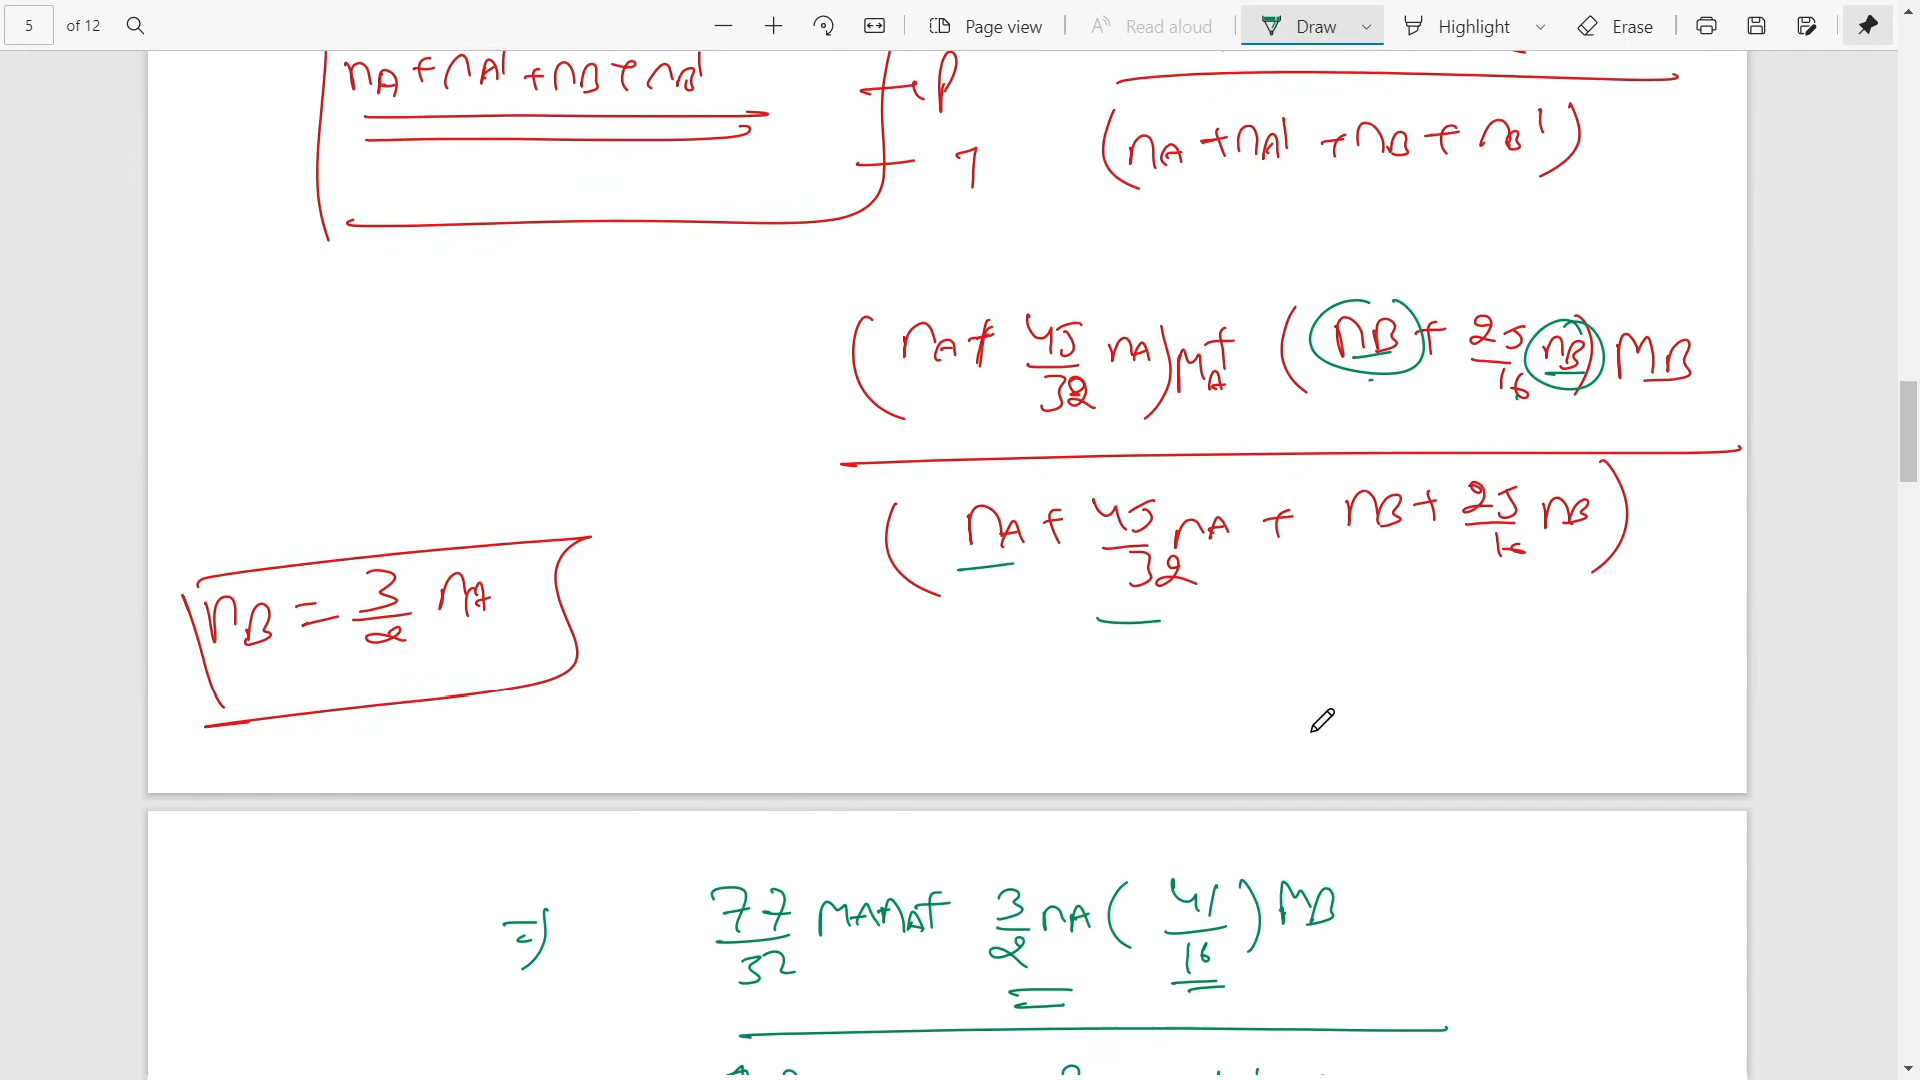 5 of 12 Page view Read aloud Draw Highlight Erase
nA + nA' + nB + nB'
P
(nA + nA' + nB + nB')
(nA + 45/32 nA) MA + (nB + 25/16 nB) MB
(nA + 45/32 nA + nB + 25/16 nB)
nB = 3/2 nA
=) 77/32 MA nA + 3/2 nA (41/16) MB